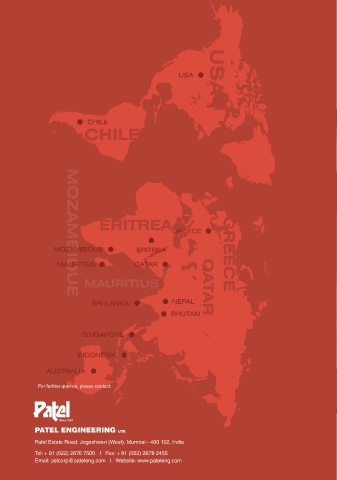 USA
USA
CHILE
CHILE
MOZAMBIQUE
ERITREA
GREECE
GREECE
MOZAMBIQUE
ERITREA
MAURITIUS
QATAR
QATAR
MAURITIUS
SRI LANKA
NEPAL
BHUTAN
SINGAPORE
INDONESIA
AUSTRALIA
For further queries, please contact:
Patel
Since 1949
PATEL ENGINEERING LTD.
Patel Estate Road, Jogeshwari (West), Mumbai - 400 102, India
Tel: + 91 (022) 2676 7500 I Fax: + 91 (022) 2678 2455
Email: pelcorp@pateleng.com I Website: www.pateleng.com